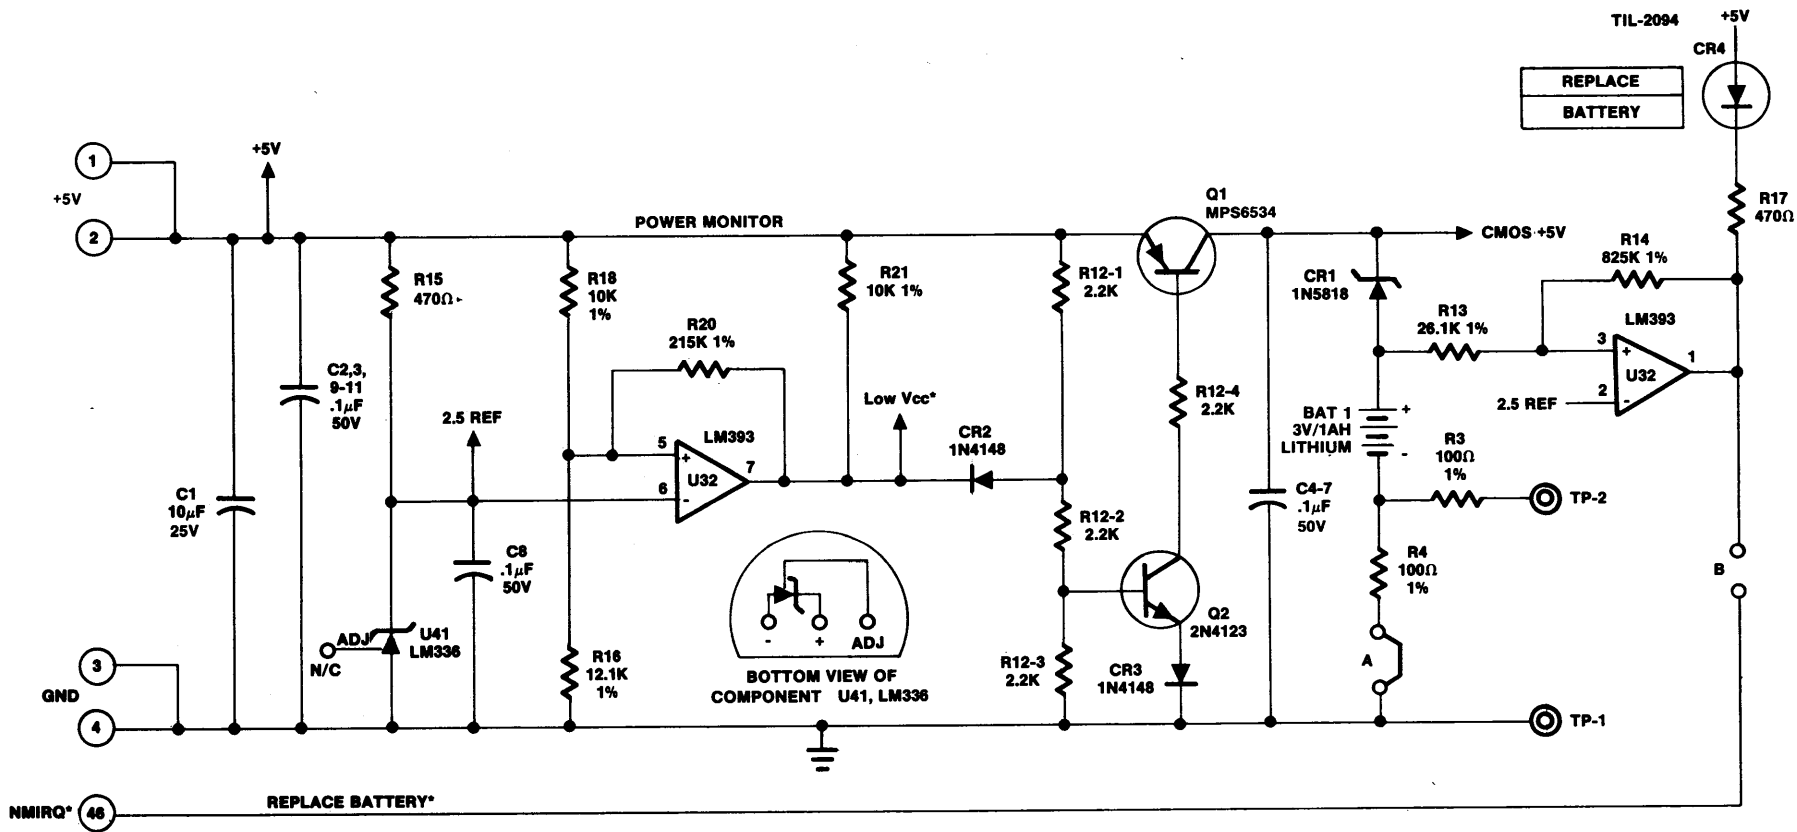 TIL-2094
+5V
CR4
REPLACE
BATTERY
1
+5V
2
+5V
POWER MONITOR
Q1
MPS6534
CMOS +5V
R17
470Ω
R15
470Ω
R18
10K
1%
R21
10K 1%
R12-1
2.2K
CR1
1N5818
R14
825K 1%
R13
26.1K 1%
LM393
3
+
U32
1
2
-
2.5 REF
R20
215K 1%
C2,3,
9-11
.1μF
50V
2.5 REF
LM393
5
+
U32
7
6
-
Low Vcc*
CR2
1N4148
R12-4
2.2K
BAT 1
3V/1AH
LITHIUM
+
-
R3
100Ω
1%
TP-2
C1
10μF
25V
C8
.1μF
50V
R12-2
2.2K
C4-7
.1μF
50V
R4
100Ω
1%
B
ADJ
N/C
U41
LM336
R16
12.1K
1%
-
+
ADJ
BOTTOM VIEW OF
COMPONENT U41, LM336
R12-3
2.2K
Q2
2N4123
CR3
1N4148
A
3
GND
4
TP-1
NMIRQ*
46
REPLACE BATTERY*